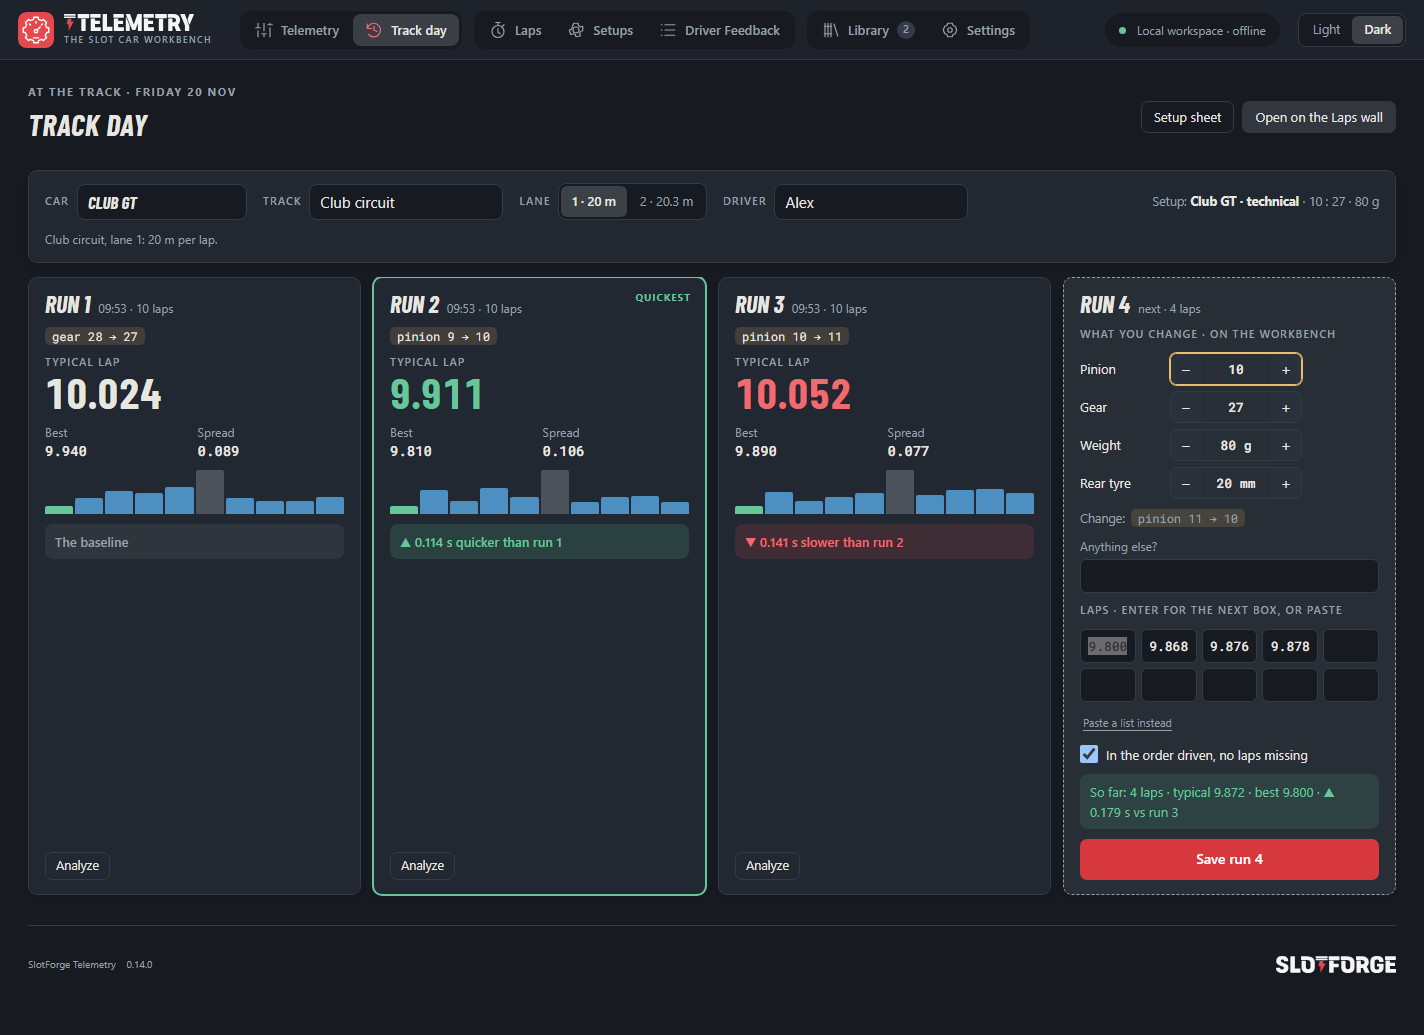 TELEMETRY
THE SLOT CAR WORKBENCH
Telemetry
Track day
Laps
Setups
Driver Feedback
Library 2
Settings
Local workspace · offline
Light
Dark
AT THE TRACK · FRIDAY 20 NOV
TRACK DAY
Setup sheet
Open on the Laps wall
CAR CLUB GT
TRACK Club circuit
LANE 1 · 20 m 2 · 20.3 m
DRIVER Alex
Setup: Club GT · technical · 10 : 27 · 80 g
Club circuit, lane 1: 20 m per lap.
RUN 1 09:53 · 10 laps
gear 28 → 27
TYPICAL LAP
10.024
Best Spread
9.940 0.089
The baseline
Analyze
RUN 2 09:53 · 10 laps
QUICKEST
pinion 9 → 10
TYPICAL LAP
9.911
Best Spread
9.810 0.106
▲ 0.114 s quicker than run 1
Analyze
RUN 3 09:53 · 10 laps
pinion 10 → 11
TYPICAL LAP
10.052
Best Spread
9.890 0.077
▼ 0.141 s slower than run 2
Analyze
RUN 4 next · 4 laps
WHAT YOU CHANGE · ON THE WORKBENCH
Pinion − 10 +
Gear − 27 +
Weight − 80 g +
Rear tyre − 20 mm +
Change: pinion 11 → 10
Anything else?
LAPS · ENTER FOR THE NEXT BOX, OR PASTE
9.800 9.868 9.876 9.878
Paste a list instead
In the order driven, no laps missing
So far: 4 laps · typical 9.872 · best 9.800 · ▲
0.179 s vs run 3
Save run 4
SlotForge Telemetry 0.14.0
SLOTFORGE